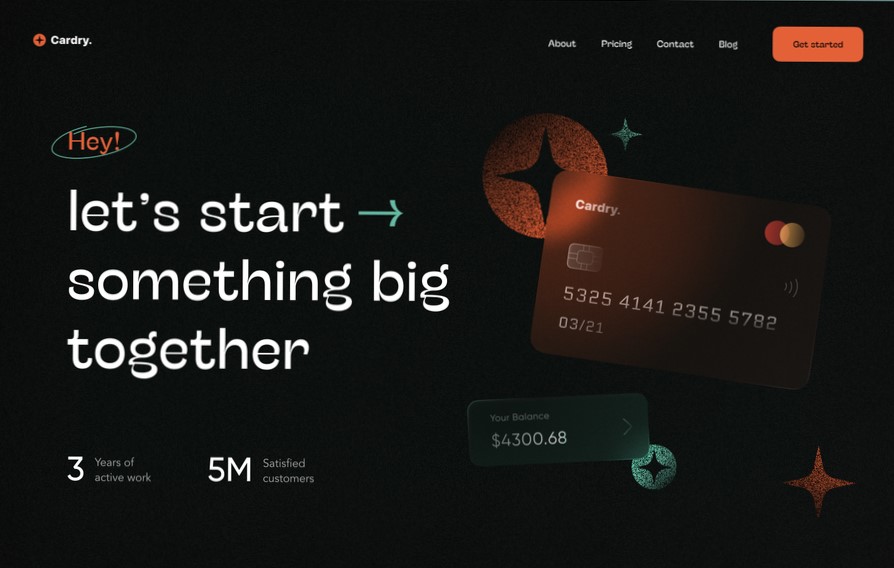 Cardry.
About Pricing Contact Blog Get started
Hey!
let’s start →
something big
together
3 Years of
active work
5M Satisfied
customers
Cardry.
5325 4141 2355 5782
03/21
Your Balance
$4300.68